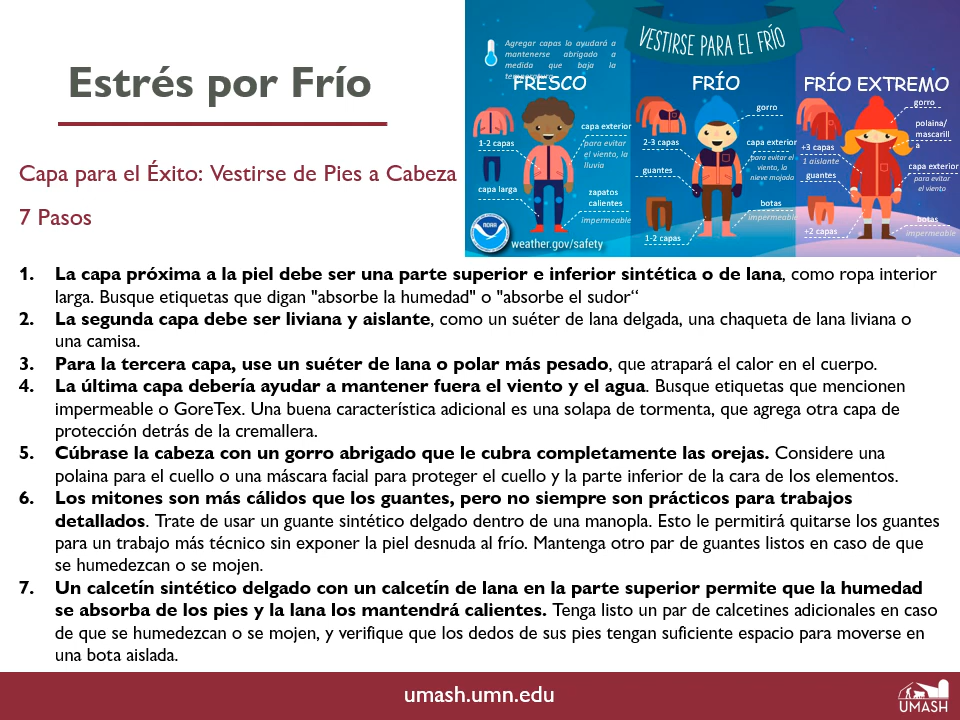 Estrés por Frío
Capa para el Éxito: Vestirse de Pies a Cabeza
7 Pasos
Agregar capas lo ayudará a
mantenerse abrigado a
medida que baja la
temperatura
VESTIRSE PARA EL FRÍO
FRESCO
1-2 capas
capa larga
capa exterior
para evitar
el viento, la
lluvia
zapatos
calientes
impermeable
NOAA
weather.gov/safety
FRÍO
gorro
2-3 capas
capa exterior
para evitar el
viento, la
nieve mojada
guantes
botas
impermeable
1-2 capas
FRÍO EXTREMO
gorro
polaina/
mascarill
a
+3 capas
1 aislante
capa exterior
para evitar
el viento
guantes
botas
impermeable
+2 capas
1. La capa próxima a la piel debe ser una parte superior e inferior sintética o de lana, como ropa interior
larga. Busque etiquetas que digan "absorbe la humedad" o "absorbe el sudor“
2. La segunda capa debe ser liviana y aislante, como un suéter de lana delgada, una chaqueta de lana liviana o
una camisa.
3. Para la tercera capa, use un suéter de lana o polar más pesado, que atrapará el calor en el cuerpo.
4. La última capa debería ayudar a mantener fuera el viento y el agua. Busque etiquetas que mencionen
impermeable o GoreTex. Una buena característica adicional es una solapa de tormenta, que agrega otra capa de
protección detrás de la cremallera.
5. Cúbrase la cabeza con un gorro abrigado que le cubra completamente las orejas. Considere una
polaina para el cuello o una máscara facial para proteger el cuello y la parte inferior de la cara de los elementos.
6. Los mitones son más cálidos que los guantes, pero no siempre son prácticos para trabajos
detallados. Trate de usar un guante sintético delgado dentro de una manopla. Esto le permitirá quitarse los guantes
para un trabajo más técnico sin exponer la piel desnuda al frío. Mantenga otro par de guantes listos en caso de que
se humedezcan o se mojen.
7. Un calcetín sintético delgado con un calcetín de lana en la parte superior permite que la humedad
se absorba de los pies y la lana los mantendrá calientes. Tenga listo un par de calcetines adicionales en caso
de que se humedezcan o se mojen, y verifique que los dedos de sus pies tengan suficiente espacio para moverse en
una bota aislada.
umash.umn.edu
UMASH